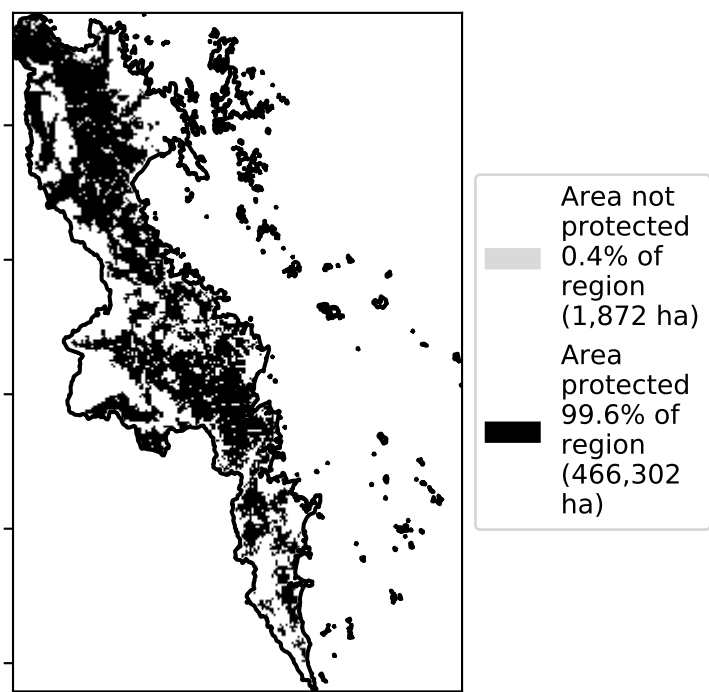 Area not
protected
0.4% of
region
(1,872 ha)
Area
protected
99.6% of
region
(466,302
ha)